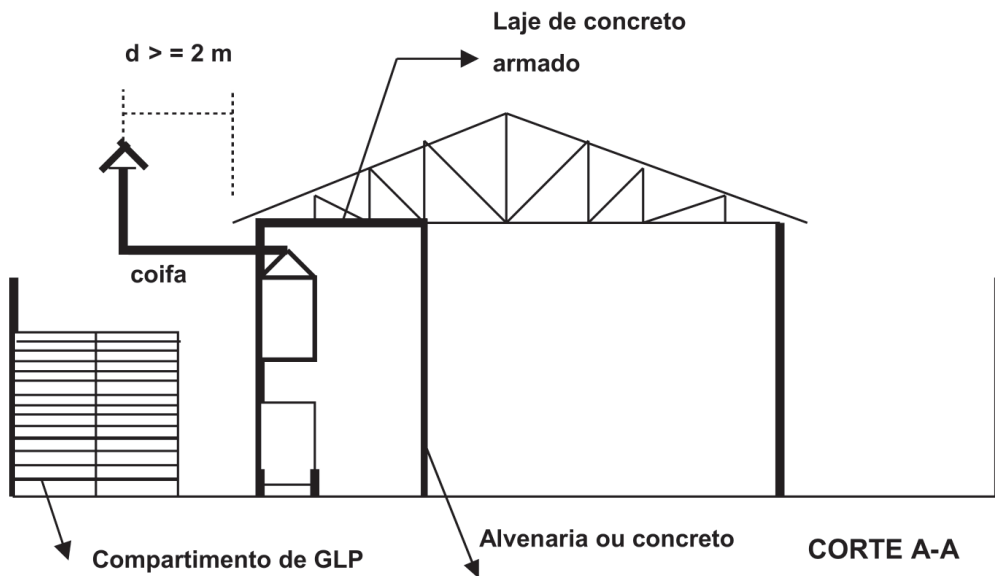 Laje de concreto
armado
d > = 2 m
coifa
Compartimento de GLP
Alvenaria ou concreto
CORTE A-A